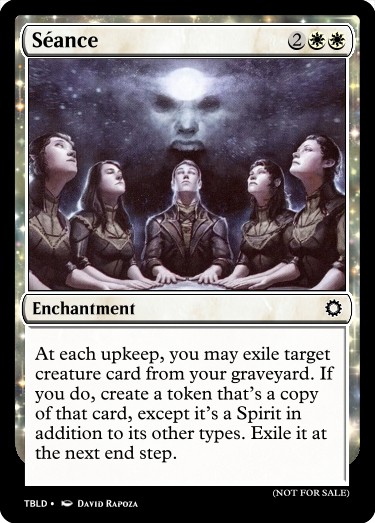 Séance 2
Enchantment
At each upkeep, you may exile target
creature card from your graveyard. If
you do, create a token that's a copy
of that card, except it's a Spirit in
addition to its other types. Exile it at
the next end step.
(NOT FOR SALE)
TBLD • David Rapoza